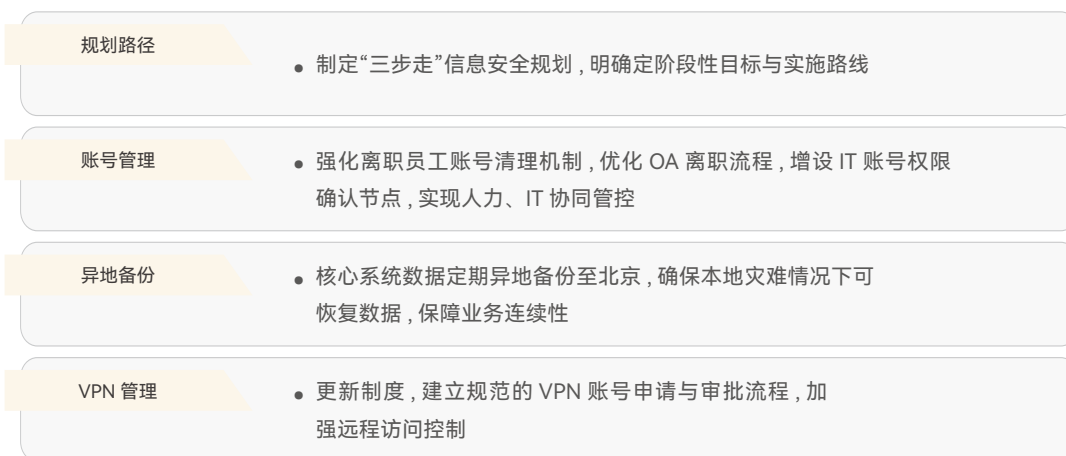 规划路径
● 制定“三步走”信息安全规划 , 明确定阶段性目标与实施路线
账号管理
● 强化离职员工账号清理机制 , 优化 OA 离职流程 , 增设 IT 账号权限
确认节点 , 实现人力、IT 协同管控
异地备份
● 核心系统数据定期异地备份至北京 , 确保本地灾难情况下可
恢复数据 , 保障业务连续性
VPN 管理
● 更新制度 , 建立规范的 VPN 账号申请与审批流程 , 加
强远程访问控制